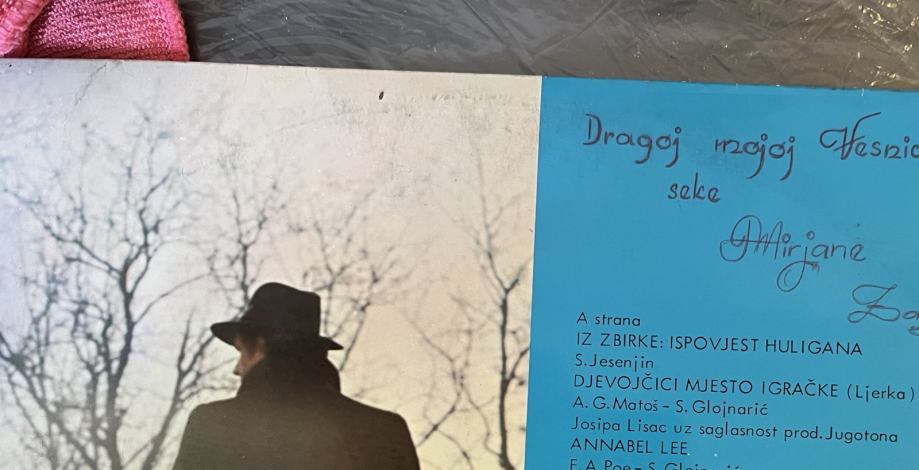 Dragoj mojoj
seke
Mirjane
A strana
IZ ZBIRKE: ISPOVJEST HULIGANA
S.Jesenjin
DJEVOJČICI MJESTO IGRAČKE (Ljerka)
A.G.Matoš - S.Glojnarić
Josipa Lisac uz saglasnost prod.Jugotona
ANNABEL LEE